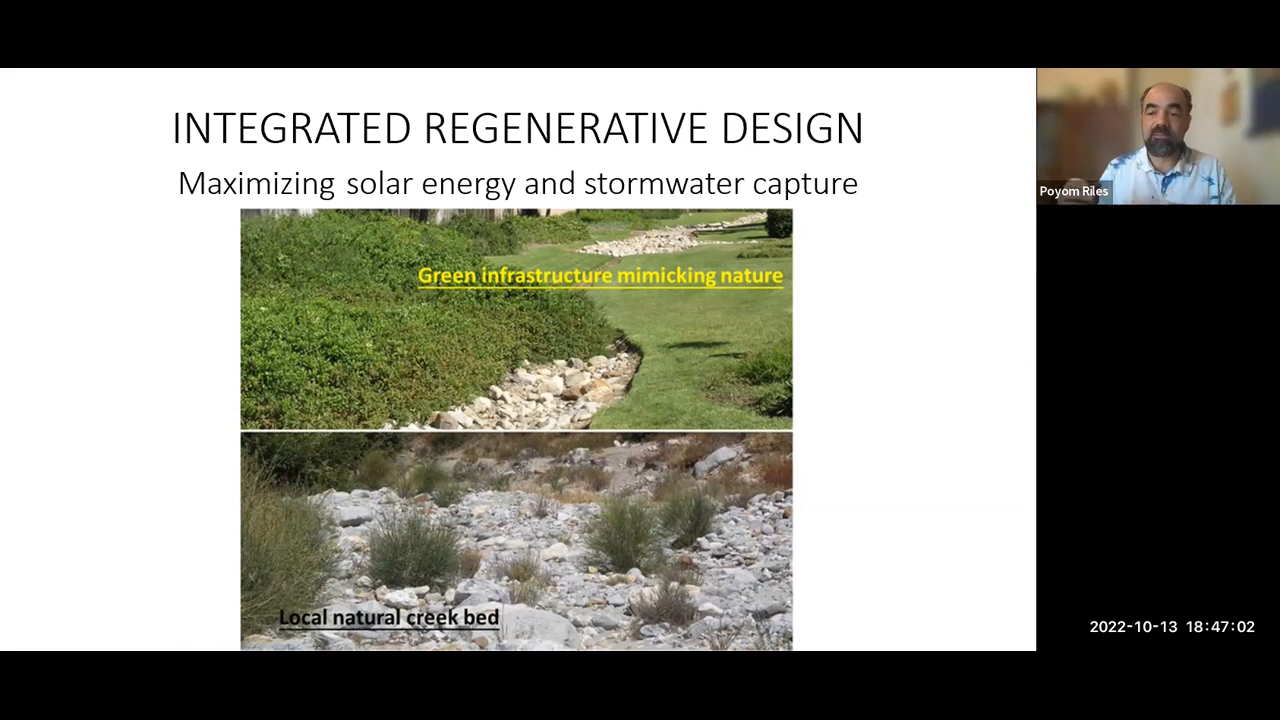 INTEGRATED REGENERATIVE DESIGN
Maximizing solar energy and stormwater capture
Green infrastructure mimicking nature
Local natural creek bed
Poyom Riles
2022-10-13 18:47:02